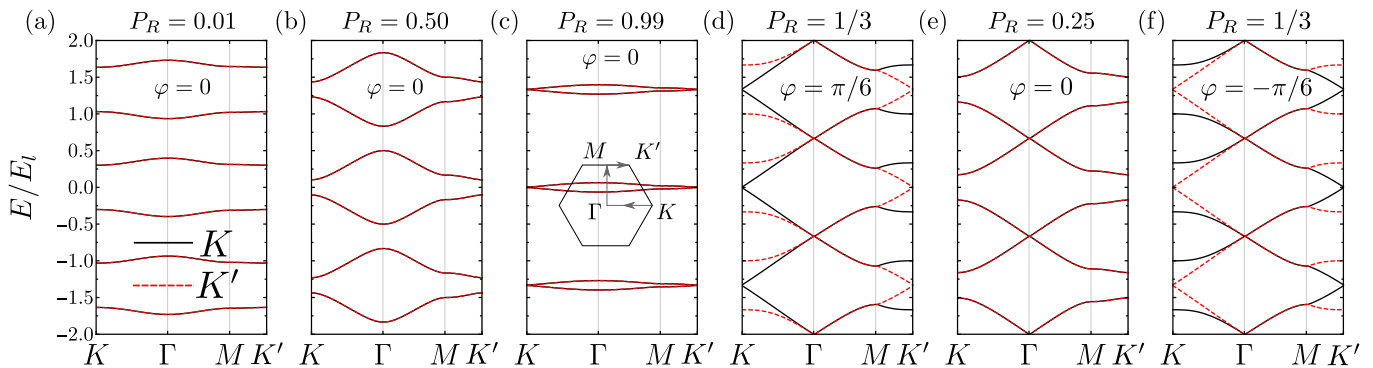 (a) P_R = 0.01 (b) P_R = 0.50 (c) P_R = 0.99 (d) P_R = 1/3 (e) P_R = 0.25 (f) P_R = 1/3
2.0
1.5
1.0
0.5
0.0
−0.5
−1.0
−1.5
−2.0
E/E_l
φ = 0
K
K′
φ = 0
φ = 0
M K′
Γ K
φ = π/6
φ = 0
φ = −π/6
K Γ M K′ K Γ M K′ K Γ M K′ K Γ M K′ K Γ M K′ K Γ M K′